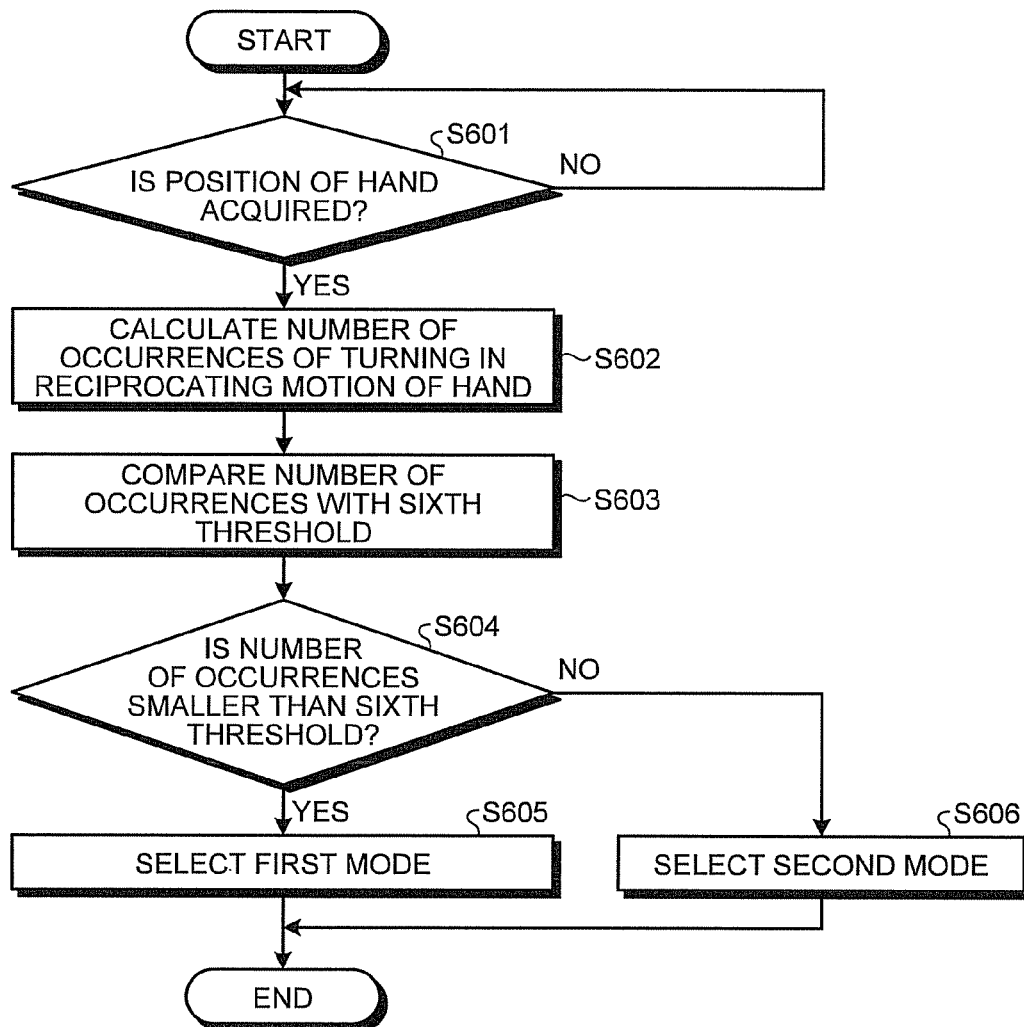 START
S601
IS POSITION OF HAND
ACQUIRED?
NO
YES
CALCULATE NUMBER OF
OCCURRENCES OF TURNING IN
RECIPROCATING MOTION OF HAND
S602
COMPARE NUMBER OF
OCCURRENCES WITH SIXTH
THRESHOLD
S603
S604
IS NUMBER
OF OCCURRENCES
SMALLER THAN SIXTH
THRESHOLD?
NO
YES
S605
SELECT FIRST MODE
S606
SELECT SECOND MODE
END